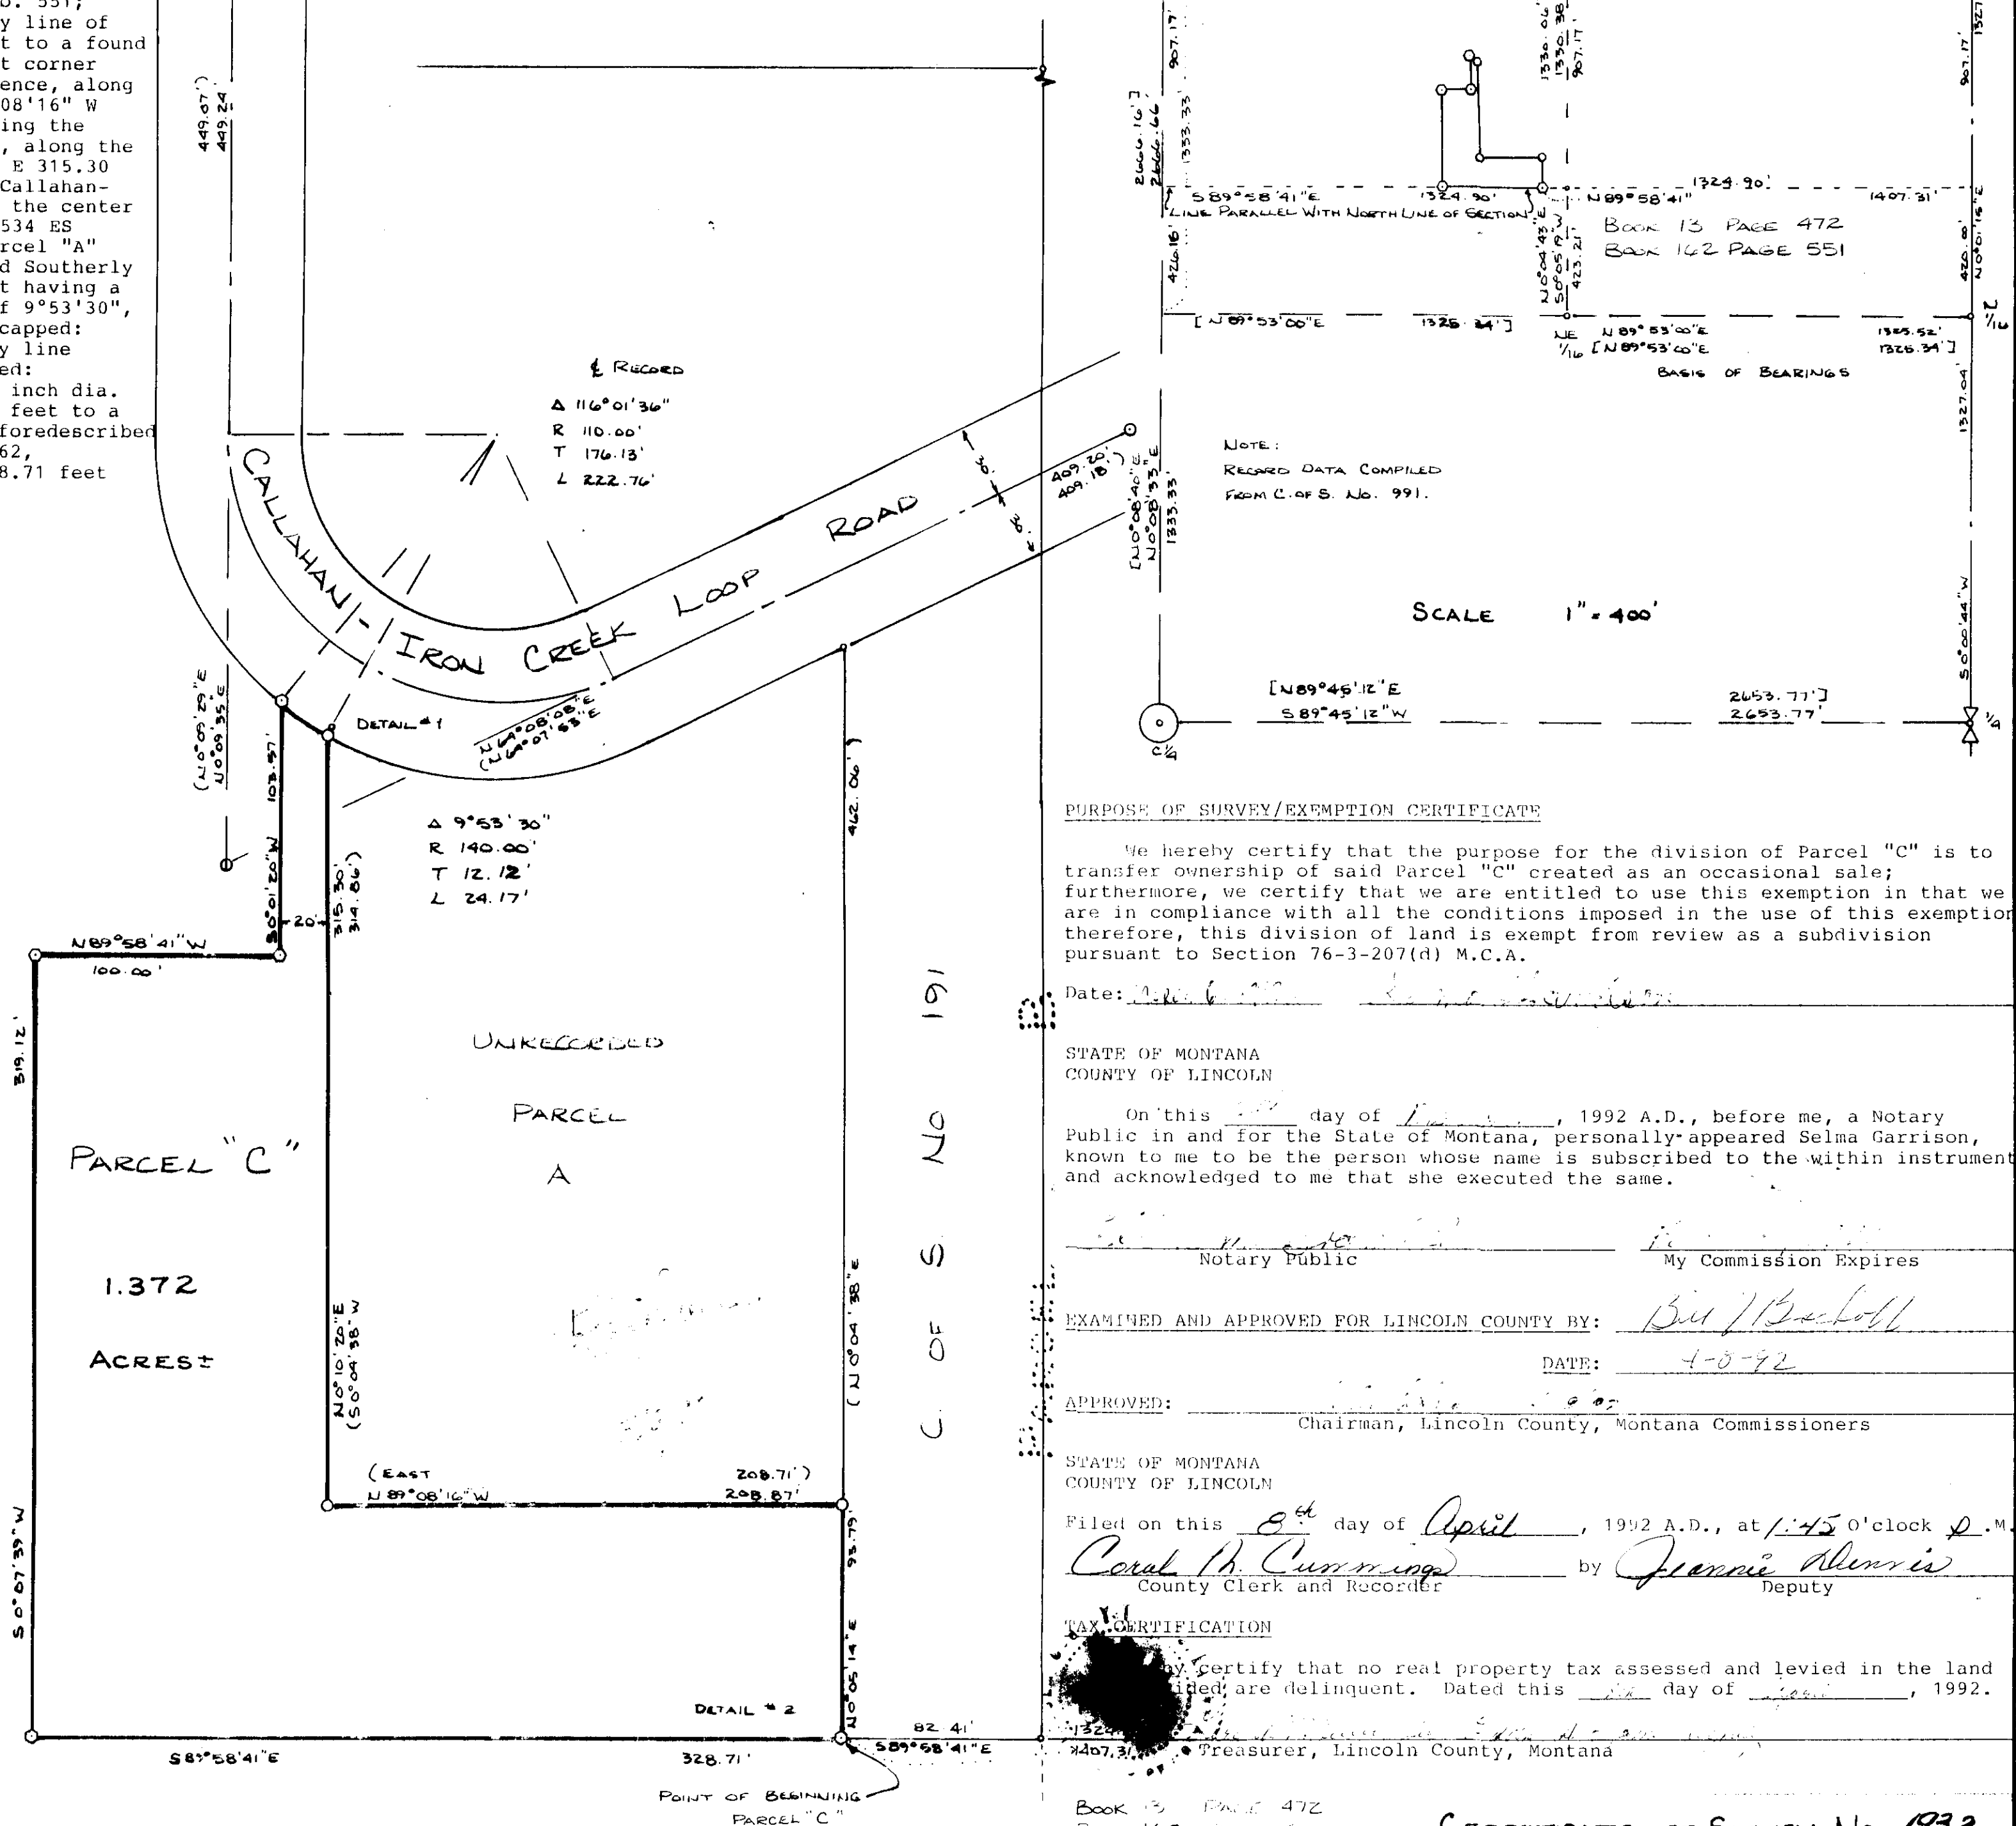 y line of
t to a found
t corner
ence, along
08'16" W
ing the
, along the
E 315.30
Callahan-
the center
534 ES
rcel "A"
d Southerly
t having a
f 9°53'30",
capped:
y line
ed:
inch dia.
feet to a
foredescribed
62,
8.71 feet
449.07')
449.24'
₵ RECORD
Δ 116°01'36"
R 110.00'
T 176.13'
L 222.76'
CALLAHAN - IRON CREEK LOOP ROAD
30'
30'
409.20'
409.18')
N64°08'08"E
(N64°07'53"E
(N0°09'29"E
N0°09'35"E
DETAIL #1
103.57'
S0°01'20"W
20'
315.30'
314.86')
Δ 9°53'30"
R 140.00'
T 12.12'
L 24.17'
462.06')
N89°58'41"W
100.00'
319.12'
S0°07'39"W
PARCEL "C"
1.372
ACRES±
UNRECORDED
PARCEL
A
N0°10'20"E
(S0°04'38"W
(N0°04'38"E
C OF S NO 191
(EAST 208.71')
N89°08'16"W 208.87'
93.79'
N0°05'14"E
DETAIL #2
S89°58'41"E 328.71'
82.41'
S89°58'41"E
1407.31
POINT OF BEGINNING
PARCEL "C"
907.17'
1333.33'
2666.16']
2666.66
426.16'
1330.06'
1330.38'
907.17'
907.17'
S89°58'41"E 1324.90'
N89°58'41" 1324.90'
1407.31'
LINE PARALLEL WITH NORTH LINE OF SECTION
BOOK 13 PAGE 472
BOOK 162 PAGE 551
N0°04'43"E
S0°05'19"W
423.21'
420.00'
N0°01'15"E
[N89°53'00"E 1325.34']
NE
1/16
N89°53'00"E 1325.52'
[N89°53'00"E 1325.34']
BASIS OF BEARINGS
1/16
1327.04'
NOTE:
RECORD DATA COMPILED
FROM C. OF S. NO. 991.
[N0°08'40"E
N0°08'33"E
1333.33'
SCALE 1" = 400'
S0°00'44"W
[N89°45'12"E 2653.77']
S89°45'12"W 2653.77'
C 1/4
1/4
PURPOSE OF SURVEY/EXEMPTION CERTIFICATE
We hereby certify that the purpose for the division of Parcel "C" is to
transfer ownership of said Parcel "C" created as an occasional sale;
furthermore, we certify that we are entitled to use this exemption in that we
are in compliance with all the conditions imposed in the use of this exemption
therefore, this division of land is exempt from review as a subdivision
pursuant to Section 76-3-207(d) M.C.A.
Date:
STATE OF MONTANA
COUNTY OF LINCOLN
On this day of , 1992 A.D., before me, a Notary
Public in and for the State of Montana, personally appeared Selma Garrison,
known to me to be the person whose name is subscribed to the within instrument
and acknowledged to me that she executed the same.
Notary Public My Commission Expires
EXAMINED AND APPROVED FOR LINCOLN COUNTY BY:
DATE: 4-8-92
APPROVED:
Chairman, Lincoln County, Montana Commissioners
STATE OF MONTANA
COUNTY OF LINCOLN
Filed on this 8th day of April , 1992 A.D., at 1:45 O'clock P.M.
Coral M. Cummings by Jeannie Dennis
County Clerk and Recorder Deputy
TAX CERTIFICATION
certify that no real property tax assessed and levied in the land
are delinquent. Dated this day of , 1992.
Treasurer, Lincoln County, Montana
BOOK 13 PAGE 472